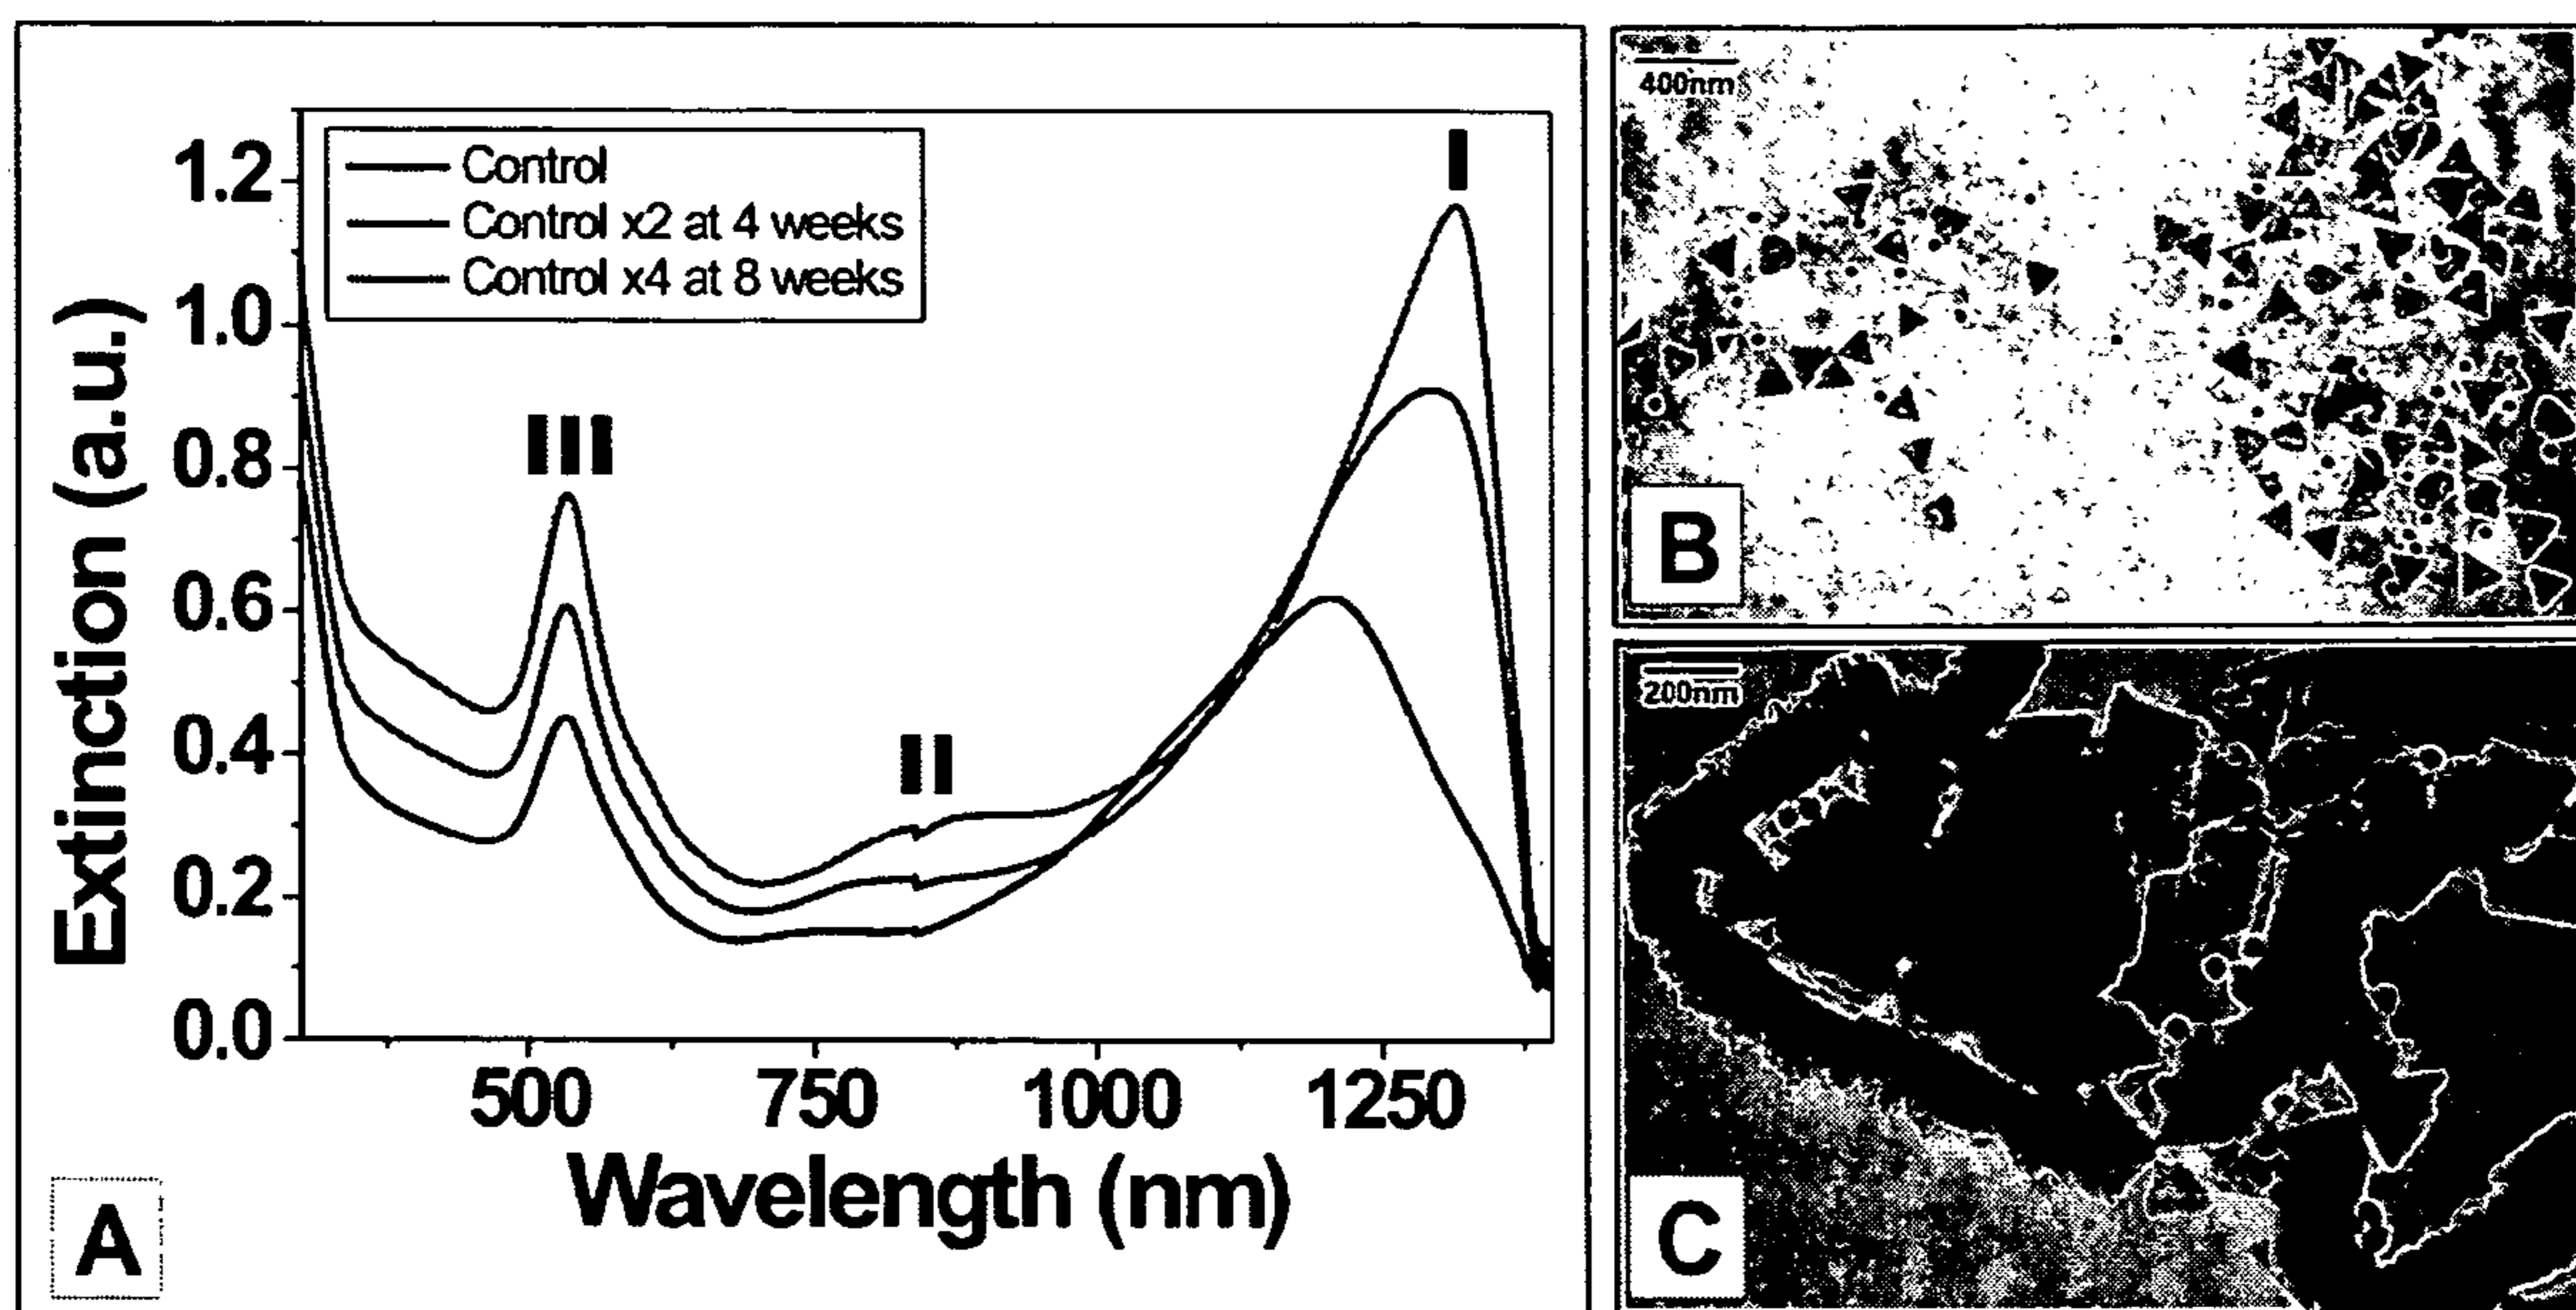 Control
Control x2 at 4 weeks
Control x4 at 8 weeks
I
III
II
1.2
1.0
0.8
0.6
0.4
0.2
0.0
Extinction (a.u.)
500 750 1000 1250
Wavelength (nm)
A
400nm
B
200nm
C